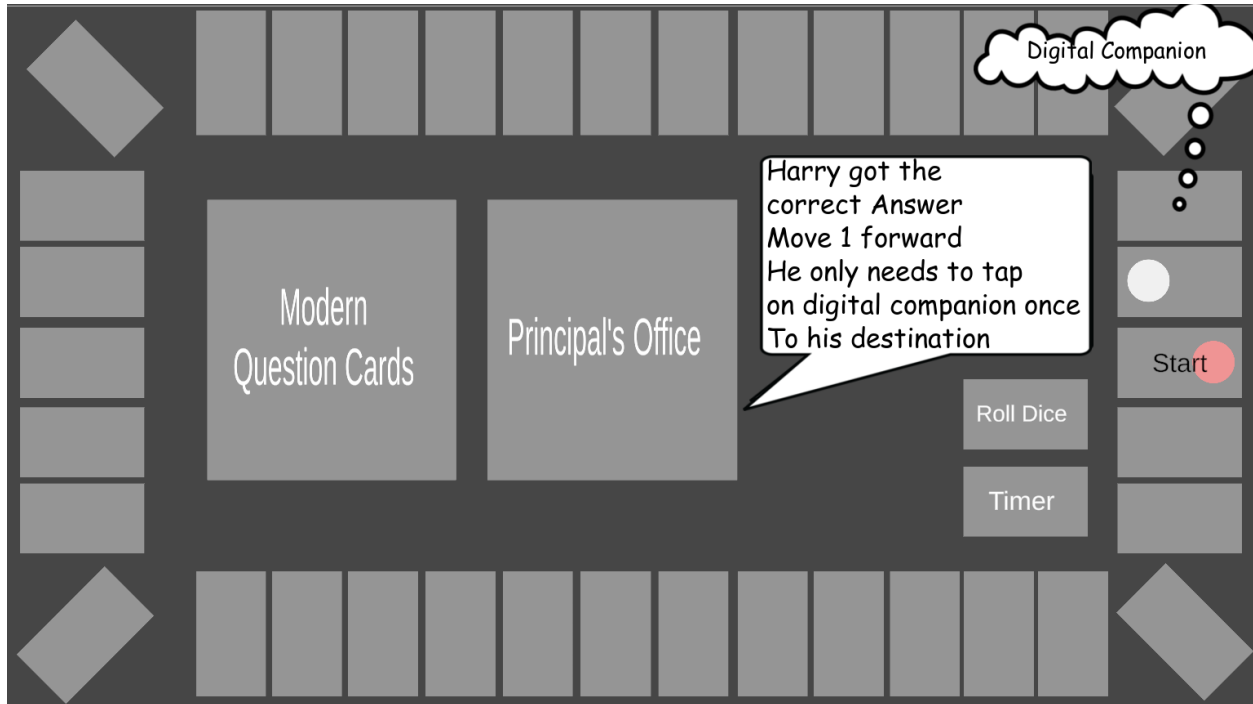 Digital Companion
Harry got the
correct Answer
Move 1 forward
He only needs to tap
on digital companion once
To his destination
Modern
Question Cards
Principal's Office
Start
Roll Dice
Timer